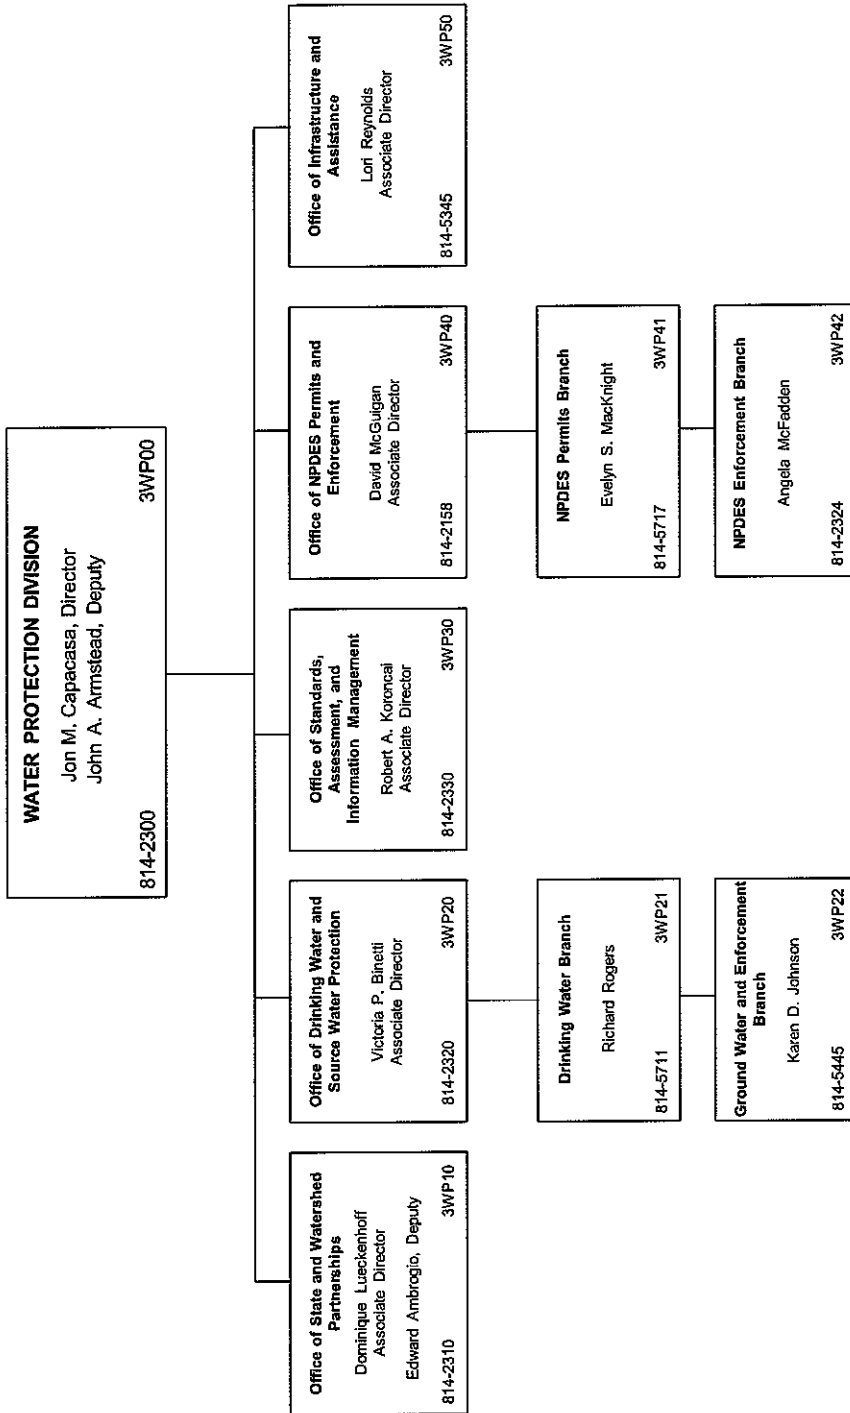 WATER PROTECTION DIVISION
Jon M. Capacasa, Director
John A. Armstead, Deputy
814-2300 3WP00
Office of State and Watershed
Partnerships
Dominique Lueckenhoff
Associate Director
Edward Ambrogio, Deputy
814-2310 3WP10
Office of Drinking Water and
Source Water Protection
Victoria P. Binetti
Associate Director
814-2320 3WP20
Office of Standards,
Assessment, and
Information Management
Robert A. Koroncai
Associate Director
814-2330 3WP30
Office of NPDES Permits and
Enforcement
David McGuigan
Associate Director
814-2158 3WP40
Office of Infrastructure and
Assistance
Lori Reynolds
Associate Director
814-5345 3WP50
Drinking Water Branch
Richard Rogers
814-5711 3WP21
NPDES Permits Branch
Evelyn S. MacKnight
814-5717 3WP41
Ground Water and Enforcement
Branch
Karen D. Johnson
814-5445 3WP22
NPDES Enforcement Branch
Angela McFadden
814-2324 3WP42